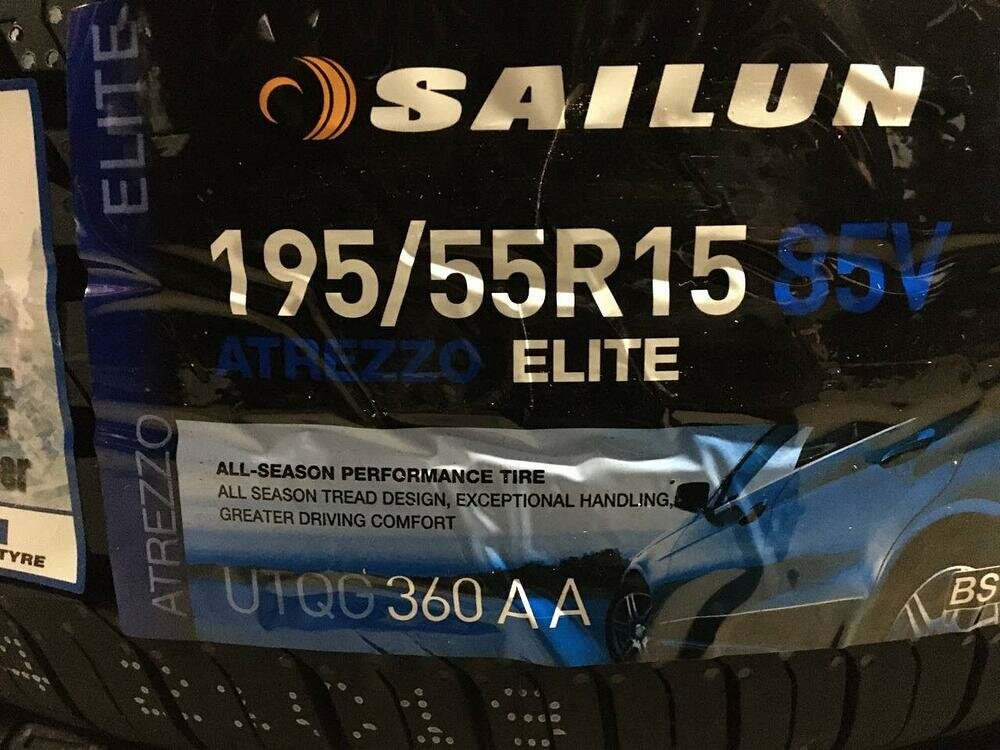 ELITE
ATREZZO
SAILUN
195/55R15 85V
ATREZZO ELITE
ALL-SEASON PERFORMANCE TIRE
ALL SEASON TREAD DESIGN, EXCEPTIONAL HANDLING,
GREATER DRIVING COMFORT
UTQG 360 A A
BS
TYRE